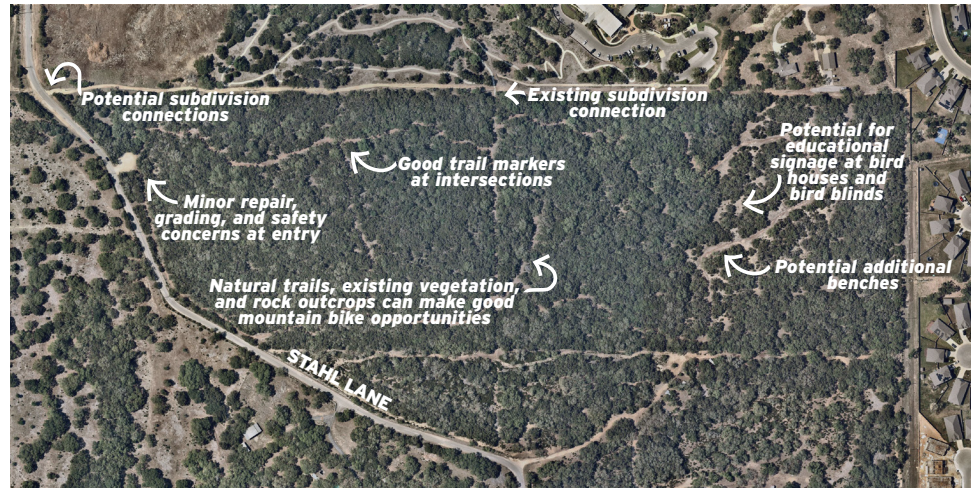 Potential subdivision
connections
Existing subdivision
connection
Potential for
educational
signage at bird
houses and
bird blinds
Good trail markers
at intersections
Minor repair,
grading, and safety
concerns at entry
Potential additional
benches
Natural trails, existing vegetation,
and rock outcrops can make good
mountain bike opportunities
STAHL LANE